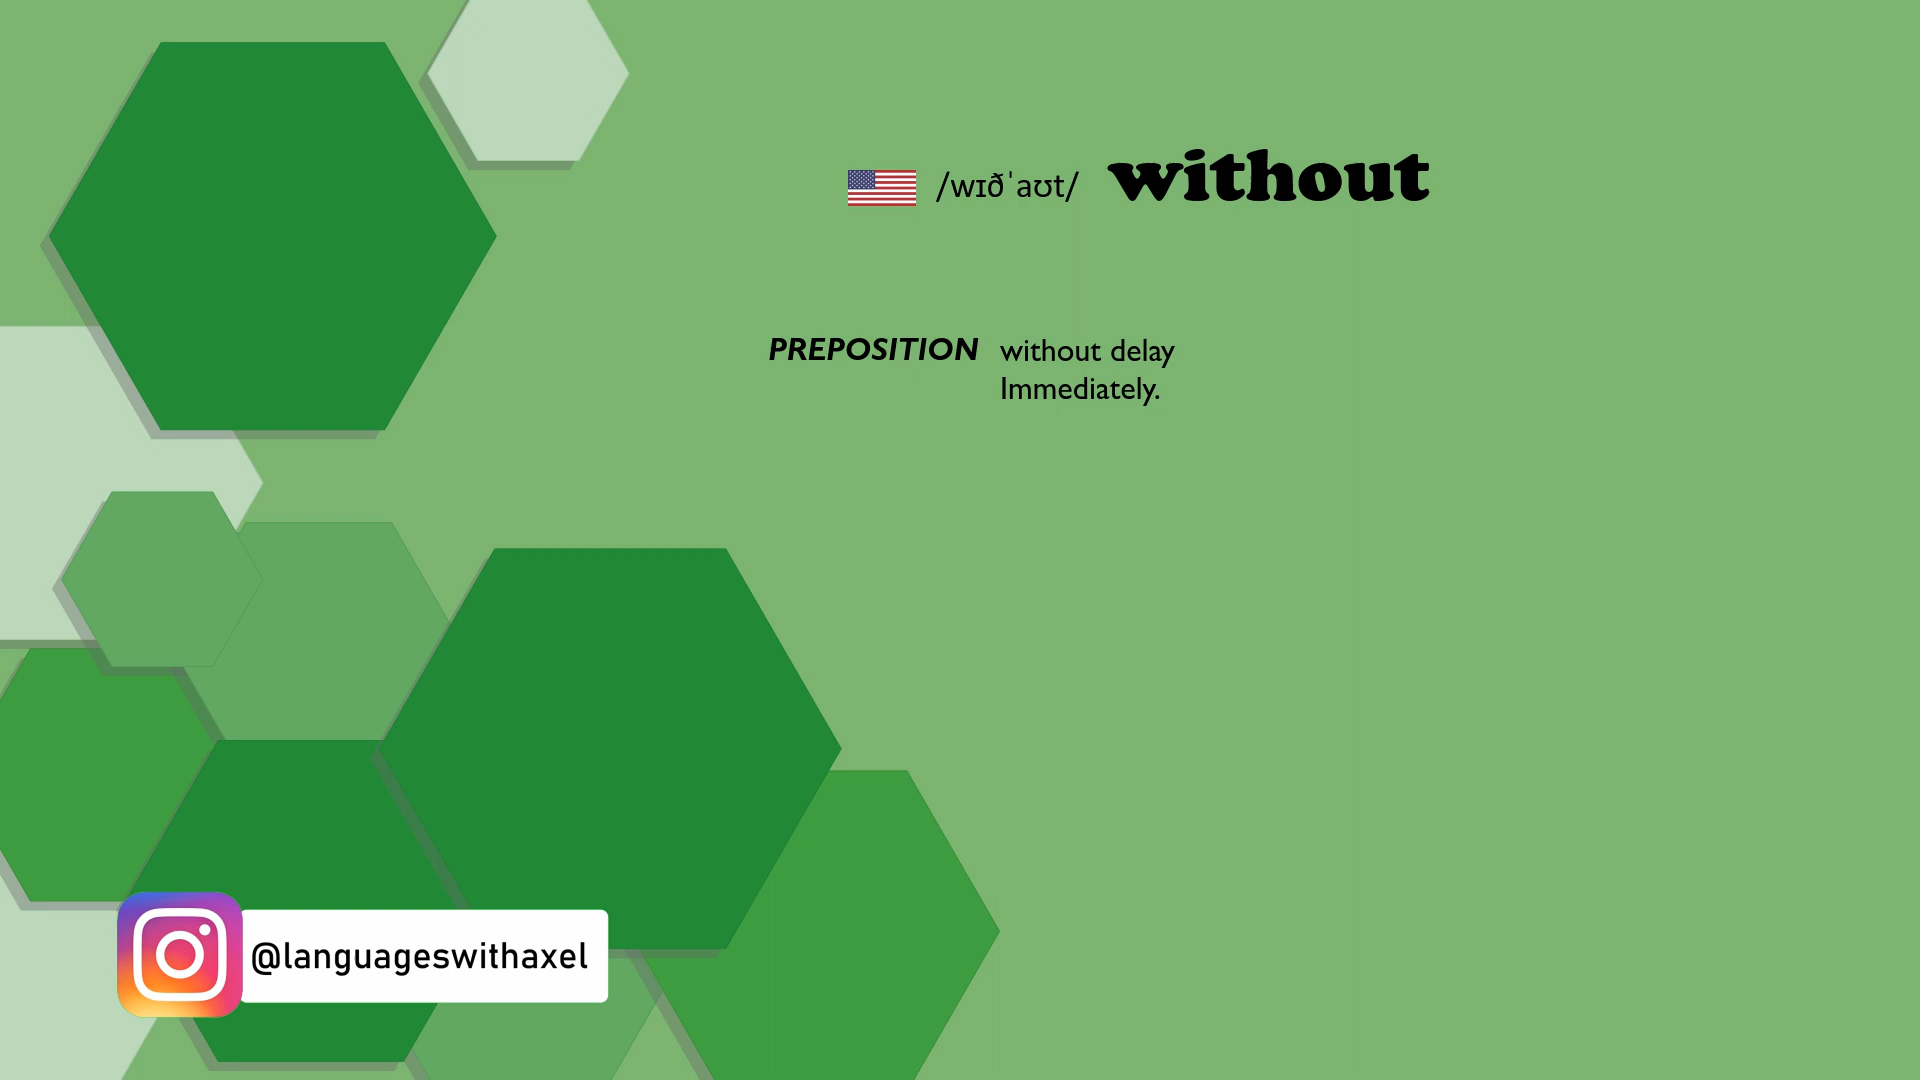 /wɪðˈaʊt/ without
PREPOSITION without delay
Immediately.
@languageswithaxel